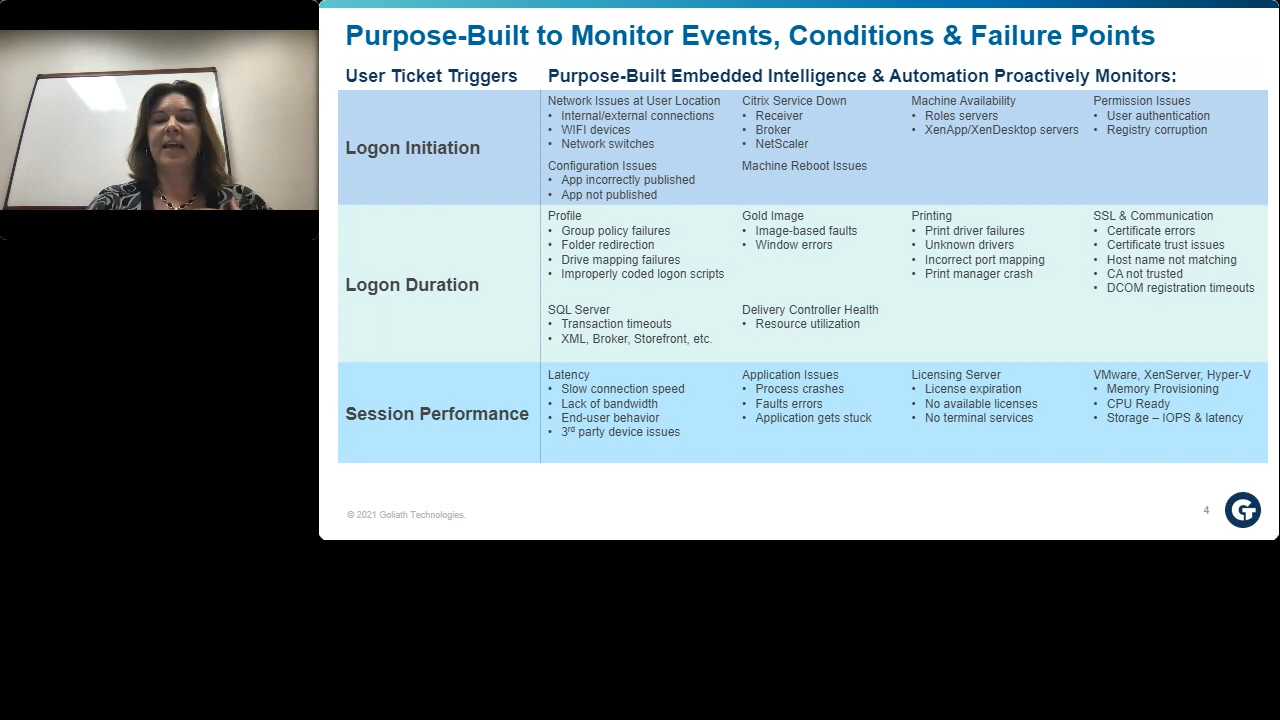 Purpose-Built to Monitor Events, Conditions & Failure Points
User Ticket Triggers
Purpose-Built Embedded Intelligence & Automation Proactively Monitors:
Logon Initiation
Network Issues at User Location
• Internal/external connections
• WIFI devices
• Network switches
Configuration Issues
• App incorrectly published
• App not published
Citrix Service Down
• Receiver
• Broker
• NetScaler
Machine Reboot Issues
Machine Availability
• Roles servers
• XenApp/XenDesktop servers
Permission Issues
• User authentication
• Registry corruption
Logon Duration
Profile
• Group policy failures
• Folder redirection
• Drive mapping failures
• Improperly coded logon scripts
SQL Server
• Transaction timeouts
• XML, Broker, Storefront, etc.
Gold Image
• Image-based faults
• Window errors
Delivery Controller Health
• Resource utilization
Printing
• Print driver failures
• Unknown drivers
• Incorrect port mapping
• Print manager crash
SSL & Communication
• Certificate errors
• Certificate trust issues
• Host name not matching
• CA not trusted
• DCOM registration timeouts
Session Performance
Latency
• Slow connection speed
• Lack of bandwidth
• End-user behavior
• 3rd party device issues
Application Issues
• Process crashes
• Faults errors
• Application gets stuck
Licensing Server
• License expiration
• No available licenses
• No terminal services
VMware, XenServer, Hyper-V
• Memory Provisioning
• CPU Ready
• Storage – IOPS & latency
© 2021 Goliath Technologies.
4
GT